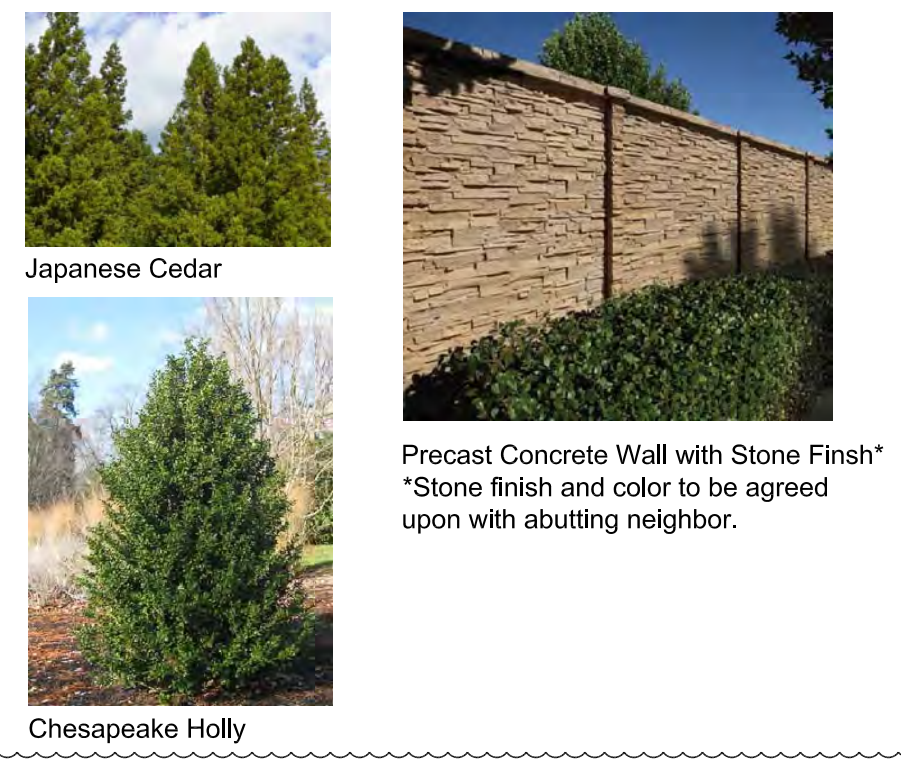 Japanese Cedar
Precast Concrete Wall with Stone Finsh*
*Stone finish and color to be agreed
upon with abutting neighbor.
Chesapeake Holly